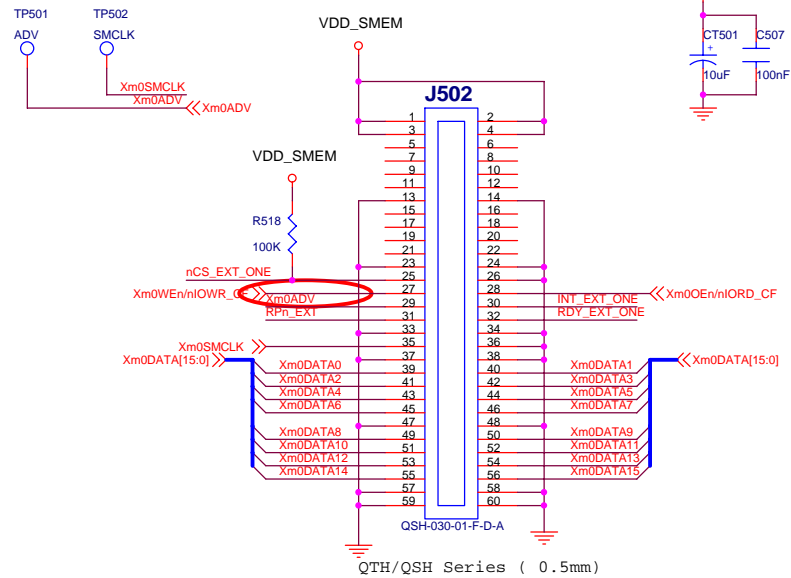 TP501 TP502
ADV SMCLK
VDD_SMEM
CT501 C507
+
10uF 100nF
Xm0SMCLK
Xm0ADV Xm0ADV
J502
1 2
3 4
5 6
7 8
VDD_SMEM
9 10
11 12
13 14
15 16
R518
17 18
19 20
100K
21 22
23 24
nCS_EXT_ONE 25 26
Xm0WEn/nIOWR_CF 27 28 Xm0OEn/nIORD_CF
Xm0ADV 29 30 INT_EXT_ONE
RPn_EXT 31 32 RDY_EXT_ONE
33 34
Xm0SMCLK 35 36
Xm0DATA[15:0] 37 38 Xm0DATA[15:0]
Xm0DATA0 39 40 Xm0DATA1
Xm0DATA2 41 42 Xm0DATA3
Xm0DATA4 43 44 Xm0DATA5
Xm0DATA6 45 46 Xm0DATA7
47 48
Xm0DATA8 49 50 Xm0DATA9
Xm0DATA10 51 52 Xm0DATA11
Xm0DATA12 53 54 Xm0DATA13
Xm0DATA14 55 56 Xm0DATA15
57 58
59 60
QSH-030-01-F-D-A
QTH/QSH Series ( 0.5mm)